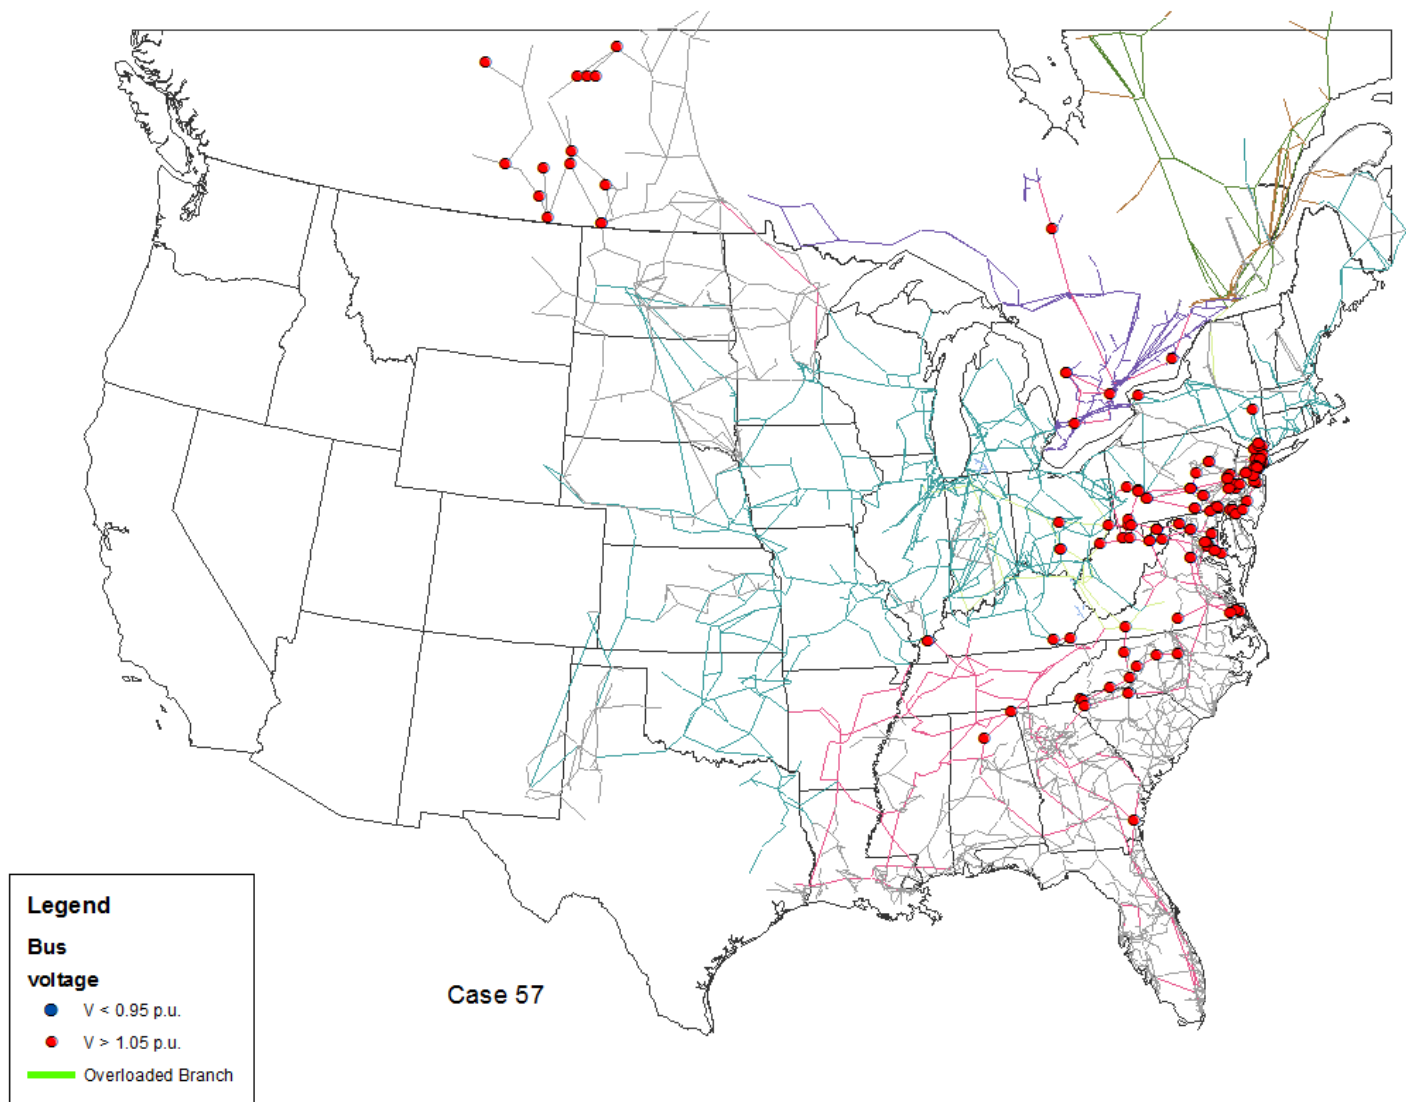 Case 57
Legend
Bus
voltage
V < 0.95 p.u.
V > 1.05 p.u.
Overloaded Branch